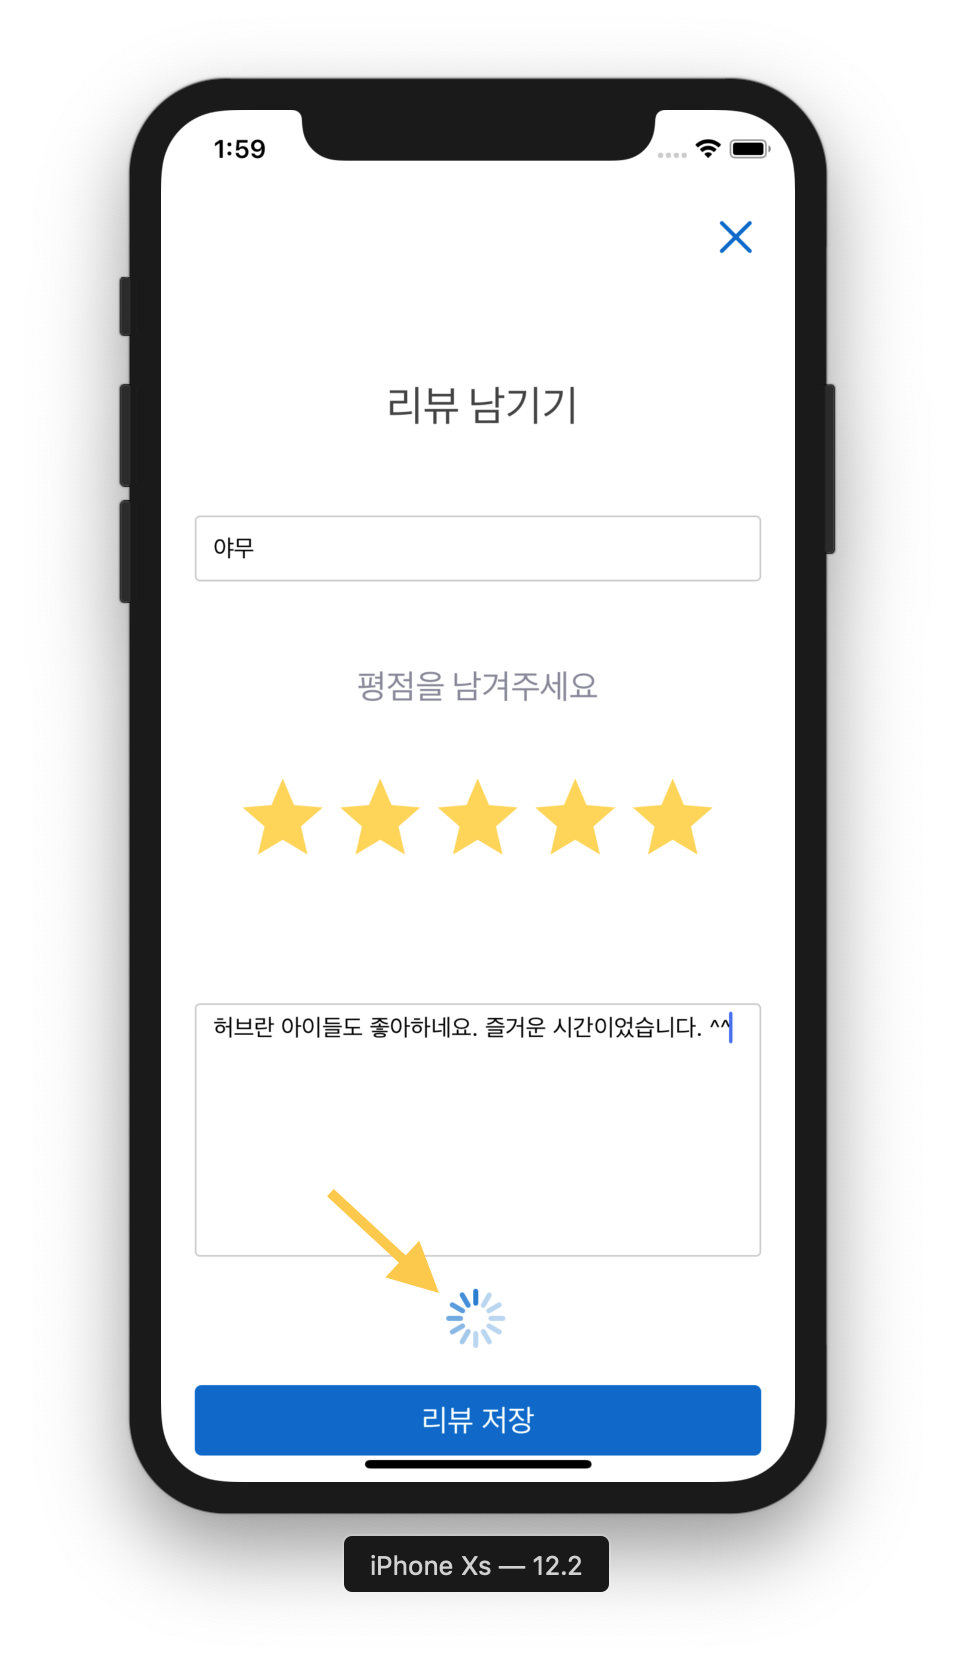 1:59
리뷰 남기기
야무
평점을 남겨주세요
허브란 아이들도 좋아하네요. 즐거운 시간이었습니다. ^^
리뷰 저장
iPhone Xs — 12.2